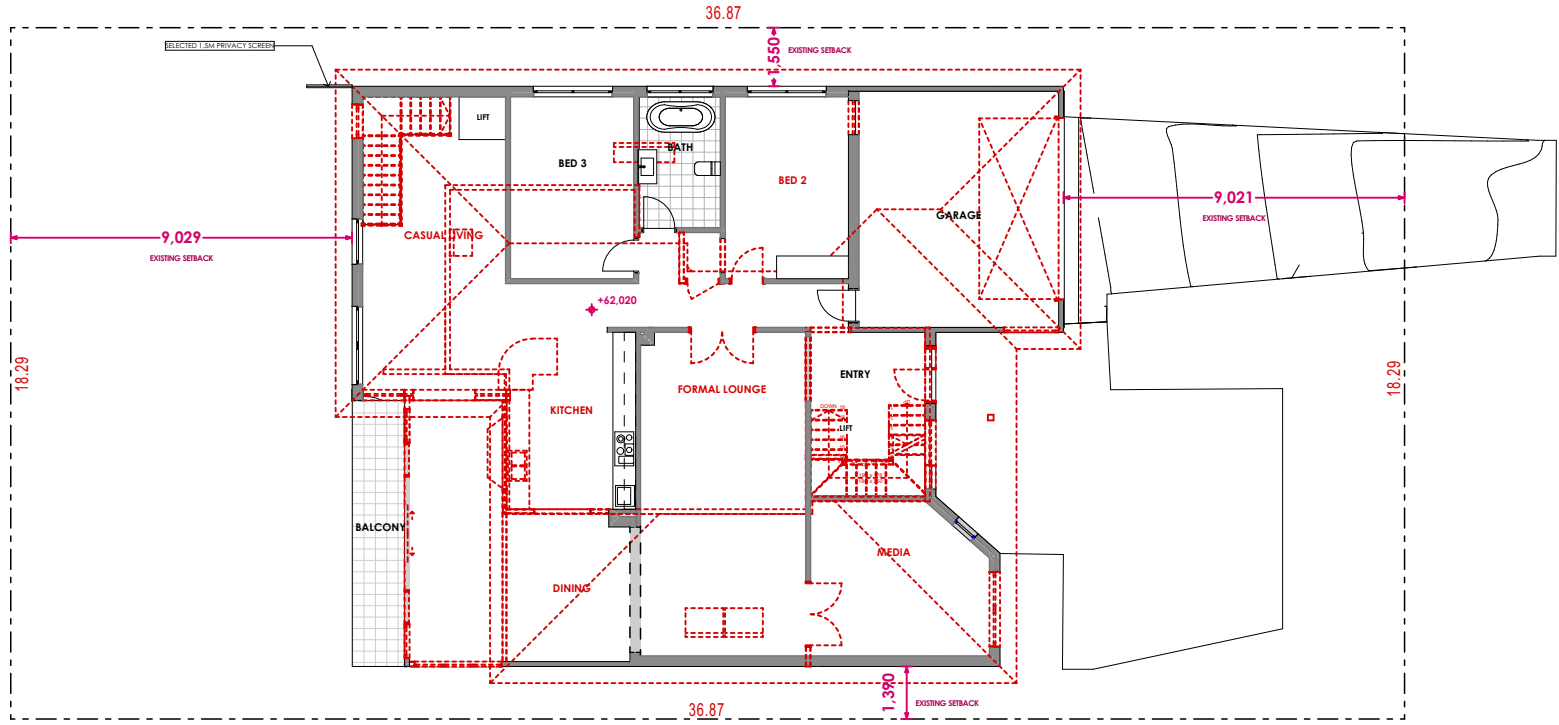 36.87
1,550
EXISTING SETBACK
SELECTED 1.5M PRIVACY SCREEN
LIFT
BATH
BED 3
BED 2
GARAGE
9,021
EXISTING SETBACK
CASUAL LIVING
9,029
EXISTING SETBACK
+62,020
18.29
18.29
ENTRY
FORMAL LOUNGE
KITCHEN
DOWN
UP
LIFT
BALCONY
MEDIA
DINING
1,390
EXISTING SETBACK
36.87